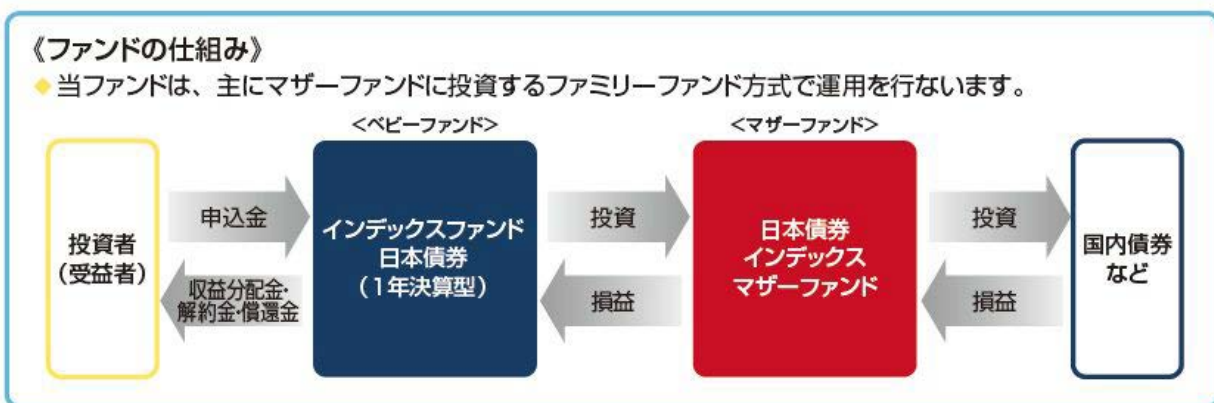 《ファンドの仕組み》
◆当ファンドは、主にマザーファンドに投資するファミリーファンド方式で運用を行ないます。
<ベビーファンド>
<マザーファンド>
投資者
(受益者)
申込金
収益分配金・
解約金・償還金
インデックスファンド
日本債券
(1年決算型)
投資
損益
日本債券
インデックス
マザーファンド
投資
損益
国内債券
など